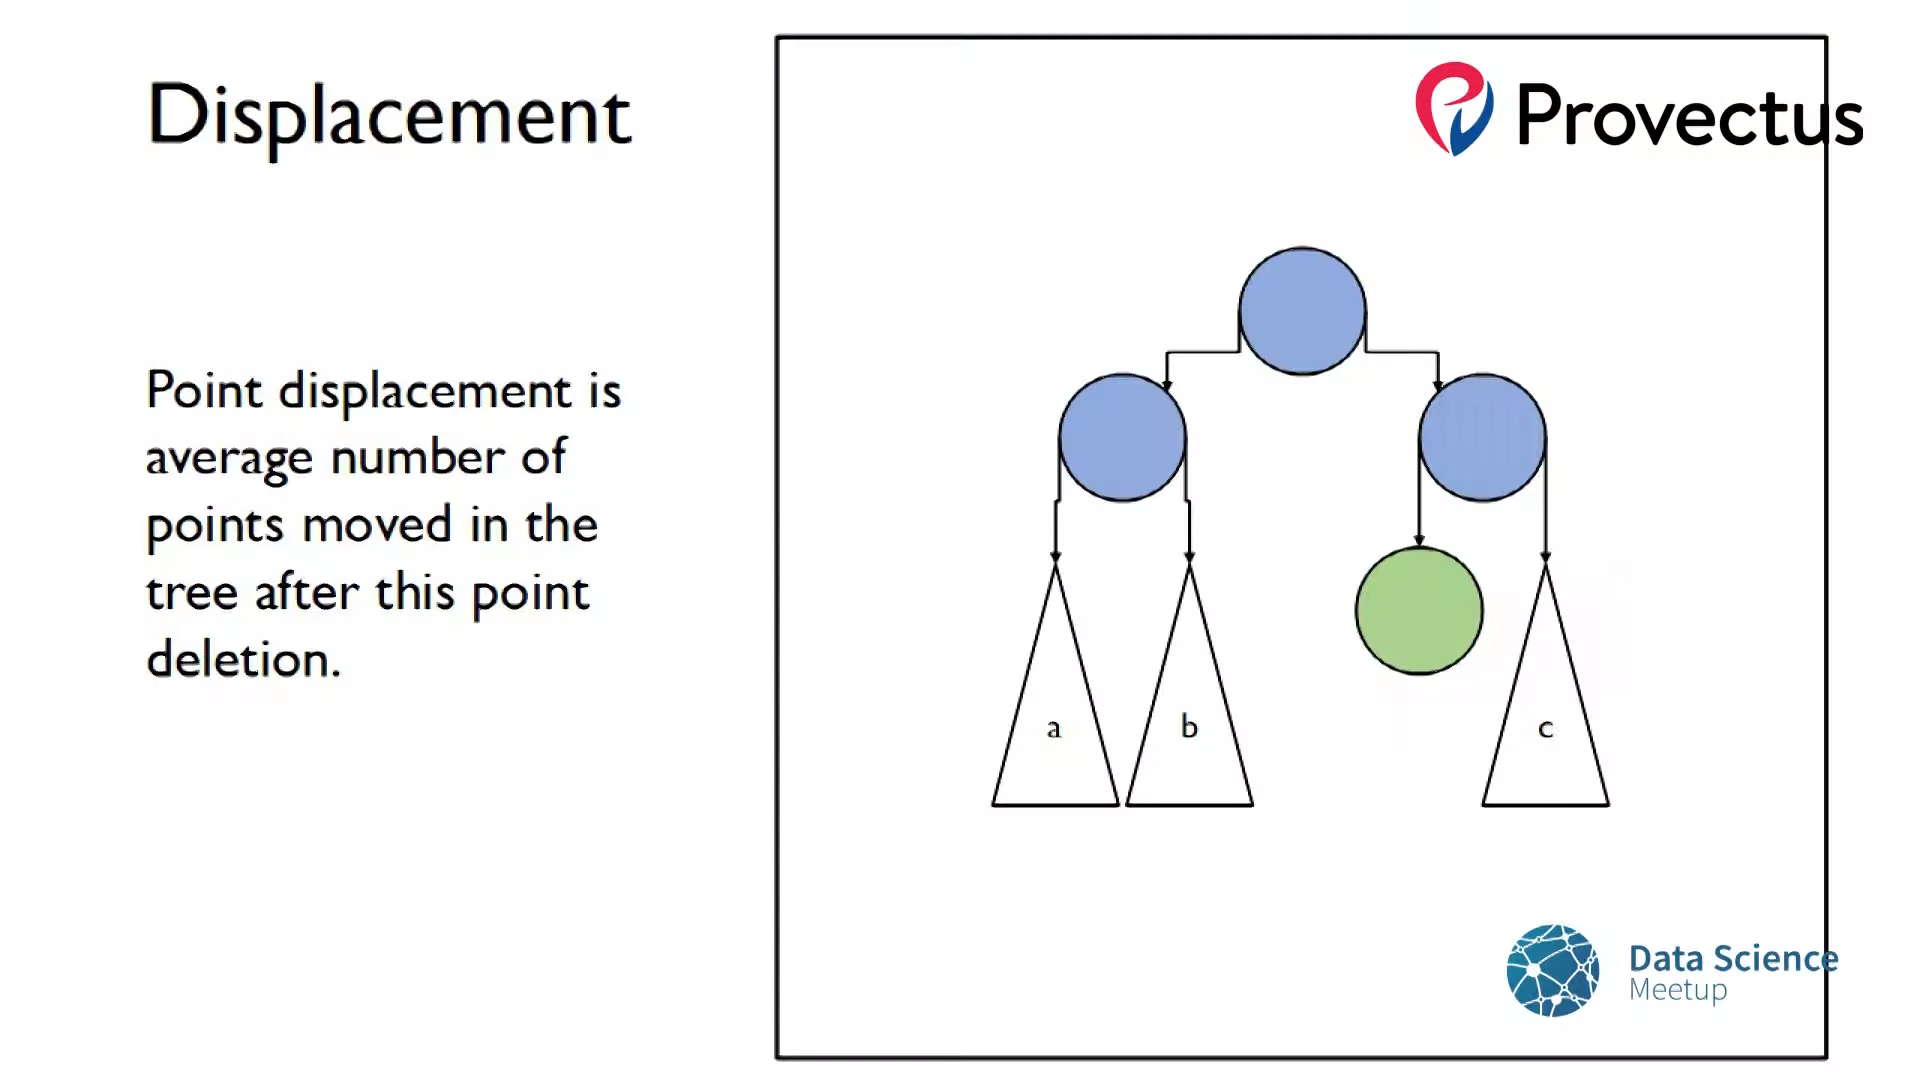 Displacement
Provectus
Point displacement is
average number of
points moved in the
tree after this point
deletion.
a
b
c
Data Science
Meetup